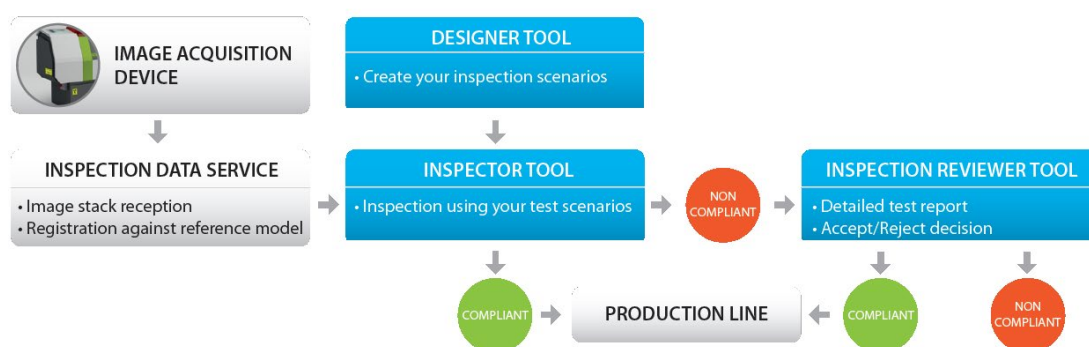 IMAGE ACQUISITION
DEVICE
DESIGNER TOOL
• Create your inspection scenarios
INSPECTION DATA SERVICE
• Image stack reception
• Registration against reference model
INSPECTOR TOOL
• Inspection using your test scenarios
NON
COMPLIANT
INSPECTION REVIEWER TOOL
• Detailed test report
• Accept/Reject decision
COMPLIANT
PRODUCTION LINE
COMPLIANT
NON
COMPLIANT